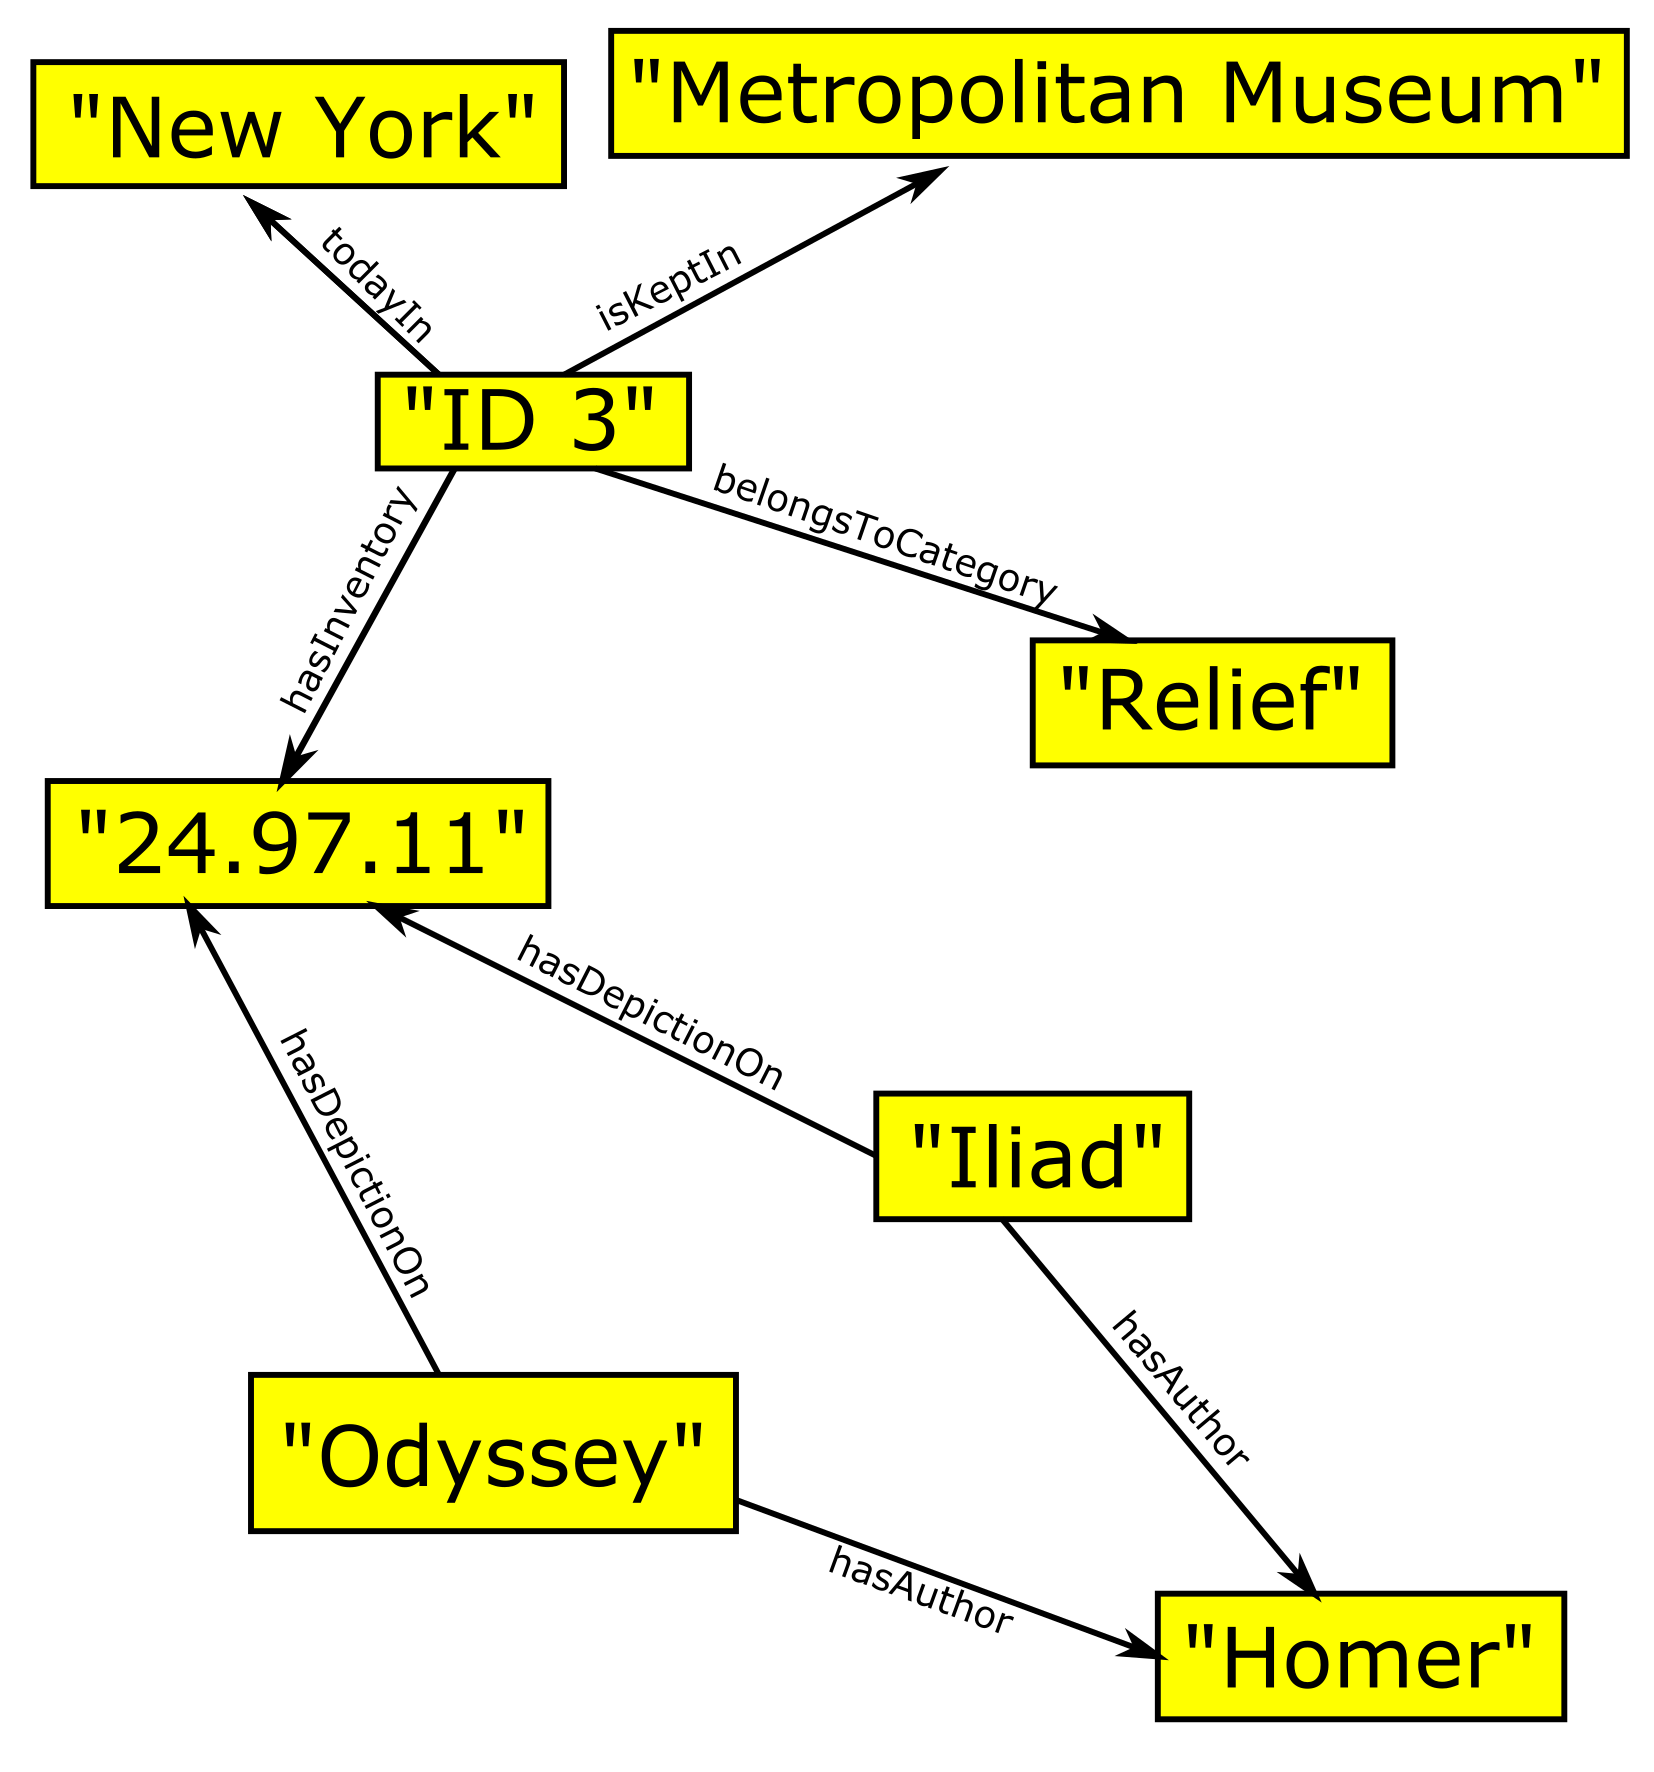 "New York"
"Metropolitan Museum"
todayIn
isKeptIn
"ID 3"
hasInventory
belongsToCategory
"Relief"
"24.97.11"
hasDepictionOn
hasDepictionOn
"Iliad"
hasAuthor
"Odyssey"
hasAuthor
"Homer"